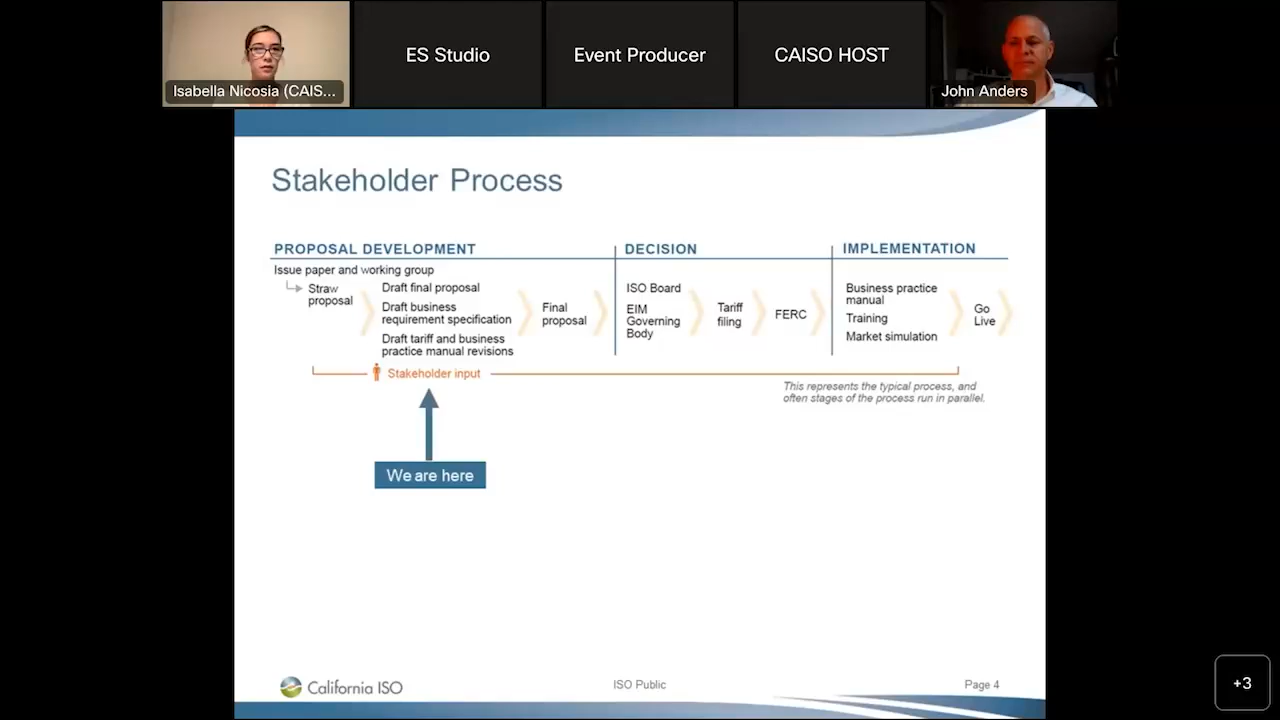 Isabella Nicosia (CAIS...
ES Studio
Event Producer
CAISO HOST
John Anders
Stakeholder Process
PROPOSAL DEVELOPMENT
Issue paper and working group
Straw
proposal
Draft final proposal
Draft business
requirement specification
Draft tariff and business
practice manual revisions
Final
proposal
DECISION
ISO Board
EIM
Governing
Body
Tariff
filing
FERC
IMPLEMENTATION
Business practice
manual
Training
Market simulation
Go
Live
Stakeholder input
This represents the typical process, and
often stages of the process run in parallel.
We are here
California ISO
ISO Public
Page 4
+3